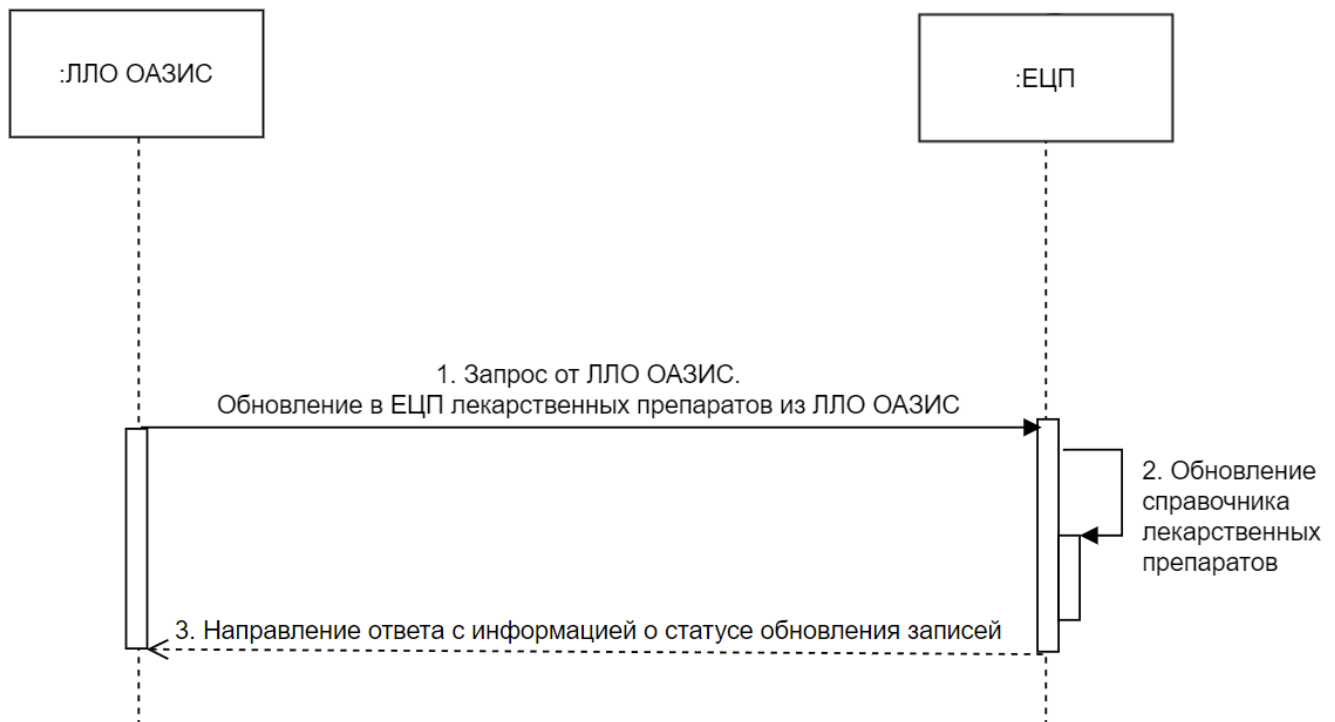 :ЛЛО ОАЗИС
:ЕЦП
1. Запрос от ЛЛО ОАЗИС.
Обновление в ЕЦП лекарственных препаратов из ЛЛО ОАЗИС
2. Обновление
справочника
лекарственных
препаратов
3. Направление ответа с информацией о статусе обновления записей